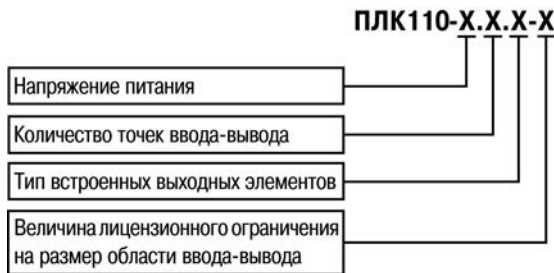 ПЛК110-Х.Х.Х-Х
Напряжение питания
Количество точек ввода-вывода
Тип встроенных выходных элементов
Величина лицензионного ограничения
на размер области ввода-вывода